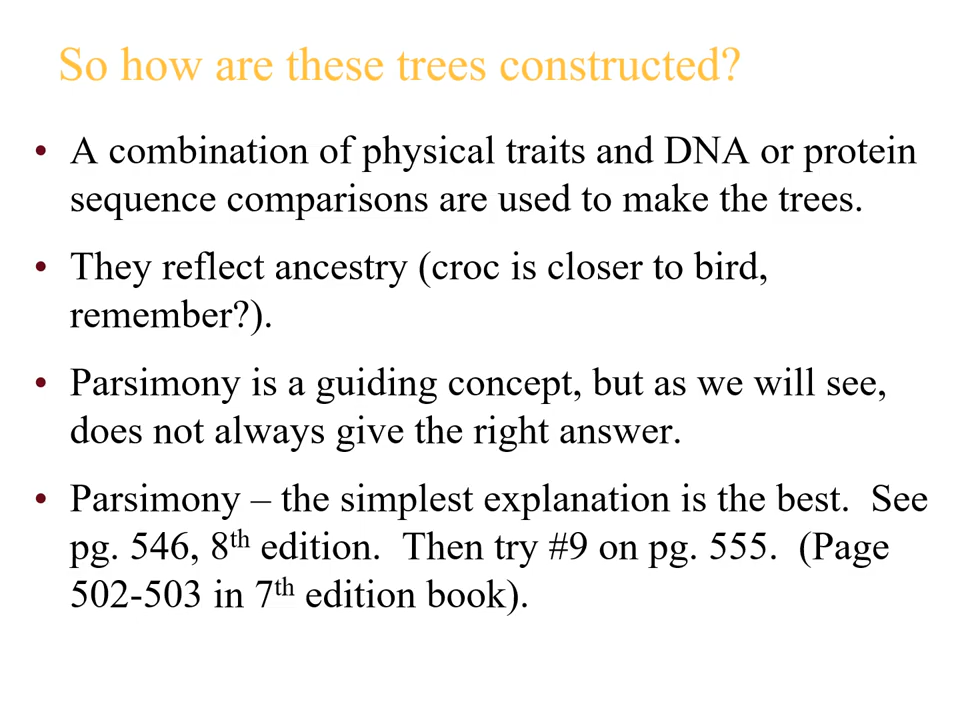 So how are these trees constructed?
• A combination of physical traits and DNA or protein
sequence comparisons are used to make the trees.
• They reflect ancestry (croc is closer to bird,
remember?).
• Parsimony is a guiding concept, but as we will see,
does not always give the right answer.
• Parsimony – the simplest explanation is the best.  See
pg. 546, 8th edition.  Then try #9 on pg. 555.  (Page
502-503 in 7th edition book).